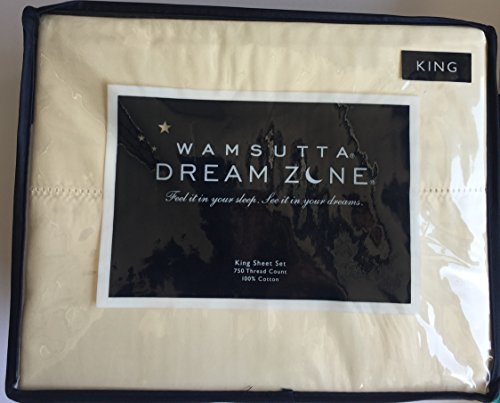 KING
WAMSUTTA®
DREAM ZONE®
Feel it in your sleep. See it in your dreams.
King Sheet Set
750 Thread Count
100% Cotton